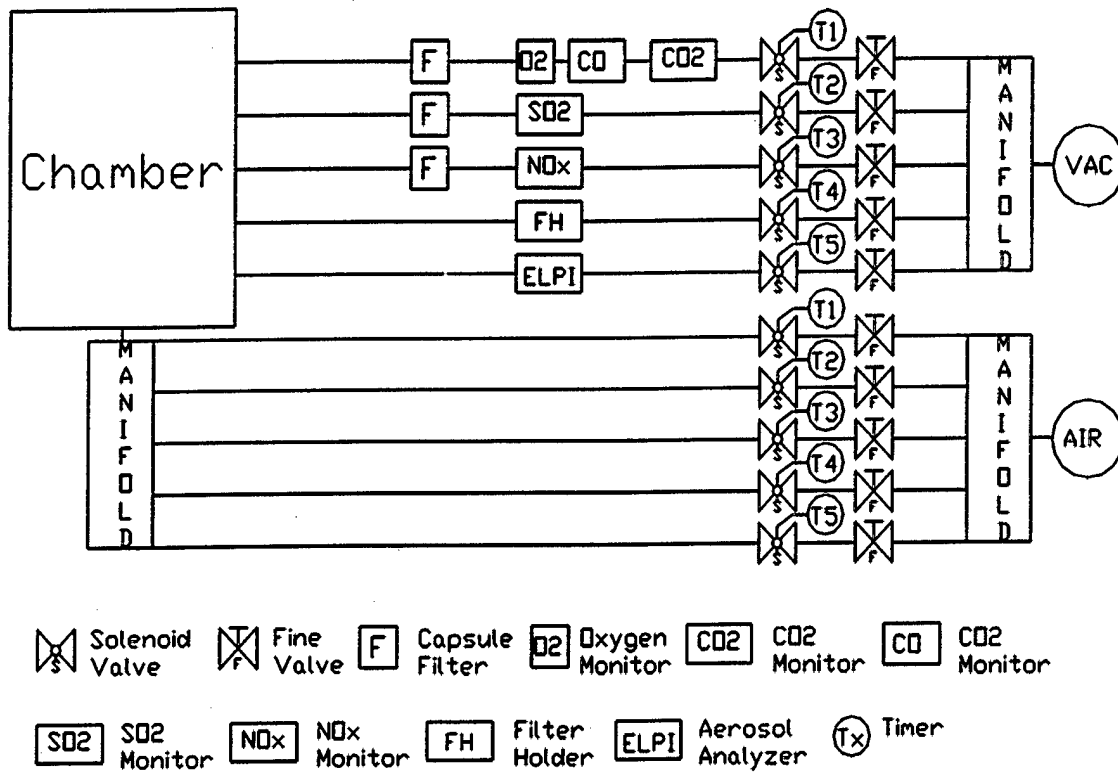 T1
F O2 CO CO2 S F
T2
F SO2 S F
T3
Chamber F NOx S F VAC
T4
FH S F
T5
ELPI S F
MANIFOLD
T1
S F
T2
S F
T3
S F AIR
T4
S F
T5
S F
MANIFOLD
MANIFOLD
S Solenoid Valve
F Fine Valve
F Capsule Filter
O2 Oxygen Monitor
CO2 CO2 Monitor
CO CO2 Monitor
SO2 SO2 Monitor
NOx NOx Monitor
FH Filter Holder
ELPI Aerosol Analyzer
Tx Timer